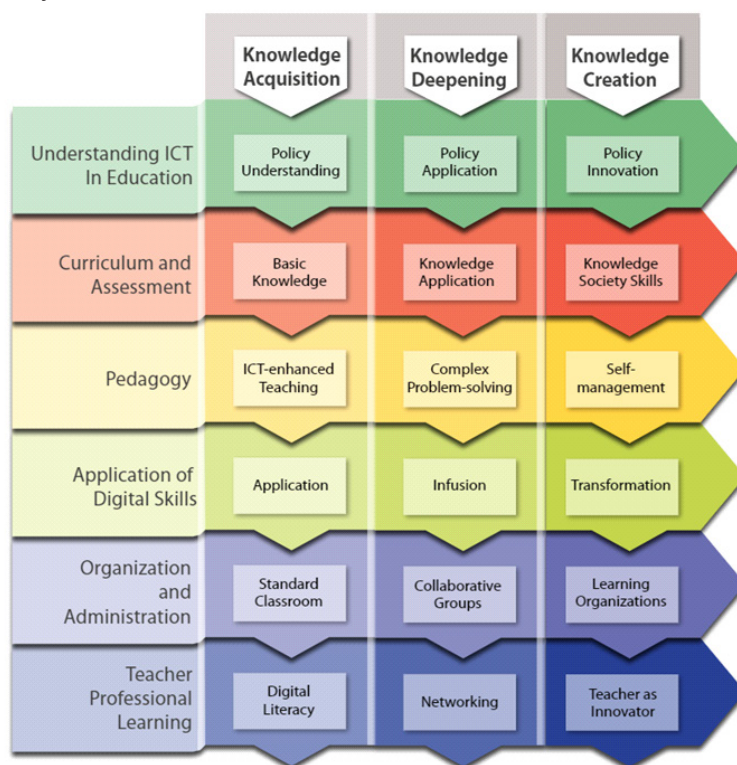 Knowledge
Acquisition
Knowledge
Deepening
Knowledge
Creation
Understanding ICT
In Education
Policy
Understanding
Policy
Application
Policy
Innovation
Curriculum and
Assessment
Basic
Knowledge
Knowledge
Application
Knowledge
Society Skills
Pedagogy
ICT-enhanced
Teaching
Complex
Problem-solving
Self-
management
Application of
Digital Skills
Application
Infusion
Transformation
Organization
and
Administration
Standard
Classroom
Collaborative
Groups
Learning
Organizations
Teacher
Professional
Learning
Digital
Literacy
Networking
Teacher as
Innovator